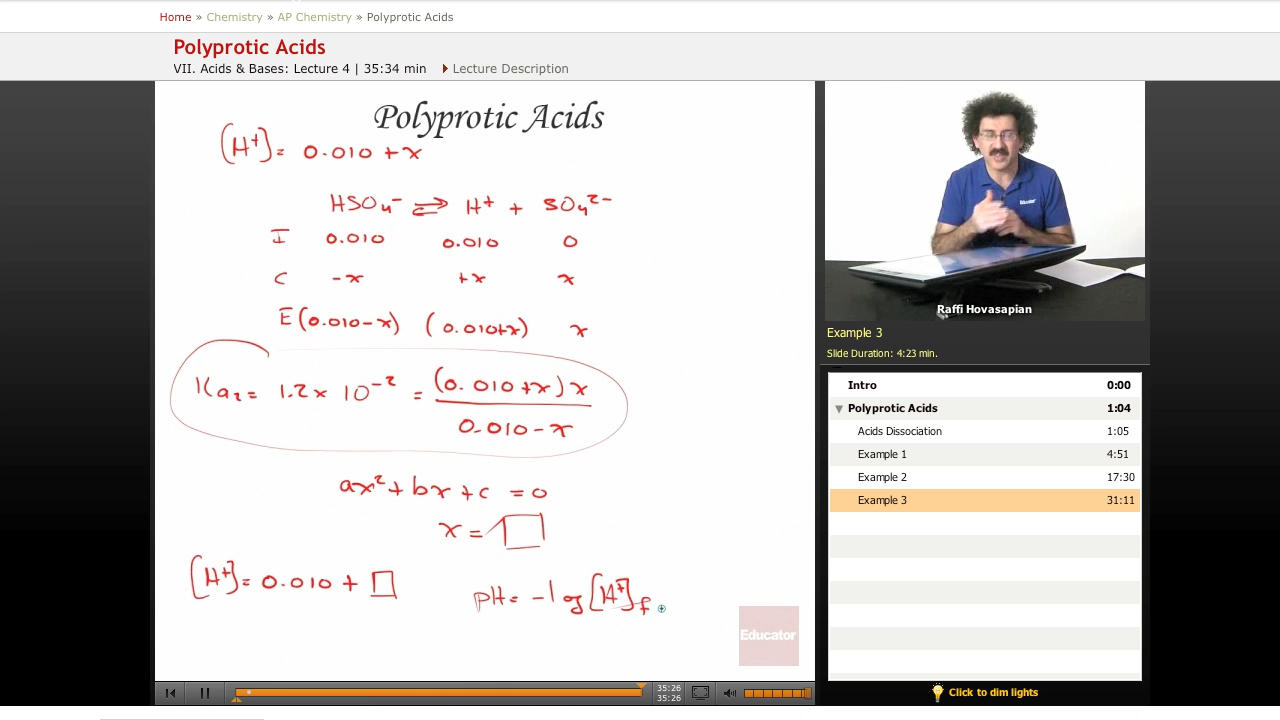 Home » Chemistry » AP Chemistry » Polyprotic Acids
Polyprotic Acids
VII. Acids & Bases: Lecture 4 | 35:34 min Lecture Description
Polyprotic Acids
[H⁺] = 0.010 + x
HSO₄⁻ ⇌ H⁺ + SO₄²⁻
I 0.010 0.010 0
C -x +x x
E (0.010-x) (0.010+x) x
Ka₂ = 1.2 x 10⁻² = (0.010+x)x
0.010-x
ax² + bx + c = 0
x = □
[H⁺] = 0.010 + □
pH = -log[H⁺]f
Educator
Educator
Raffi Hovasapian
Example 3
Slide Duration: 4:23 min.
Intro 0:00
Polyprotic Acids 1:04
Acids Dissociation 1:05
Example 1 4:51
Example 2 17:30
Example 3 31:11
35:26
35:26
Click to dim lights